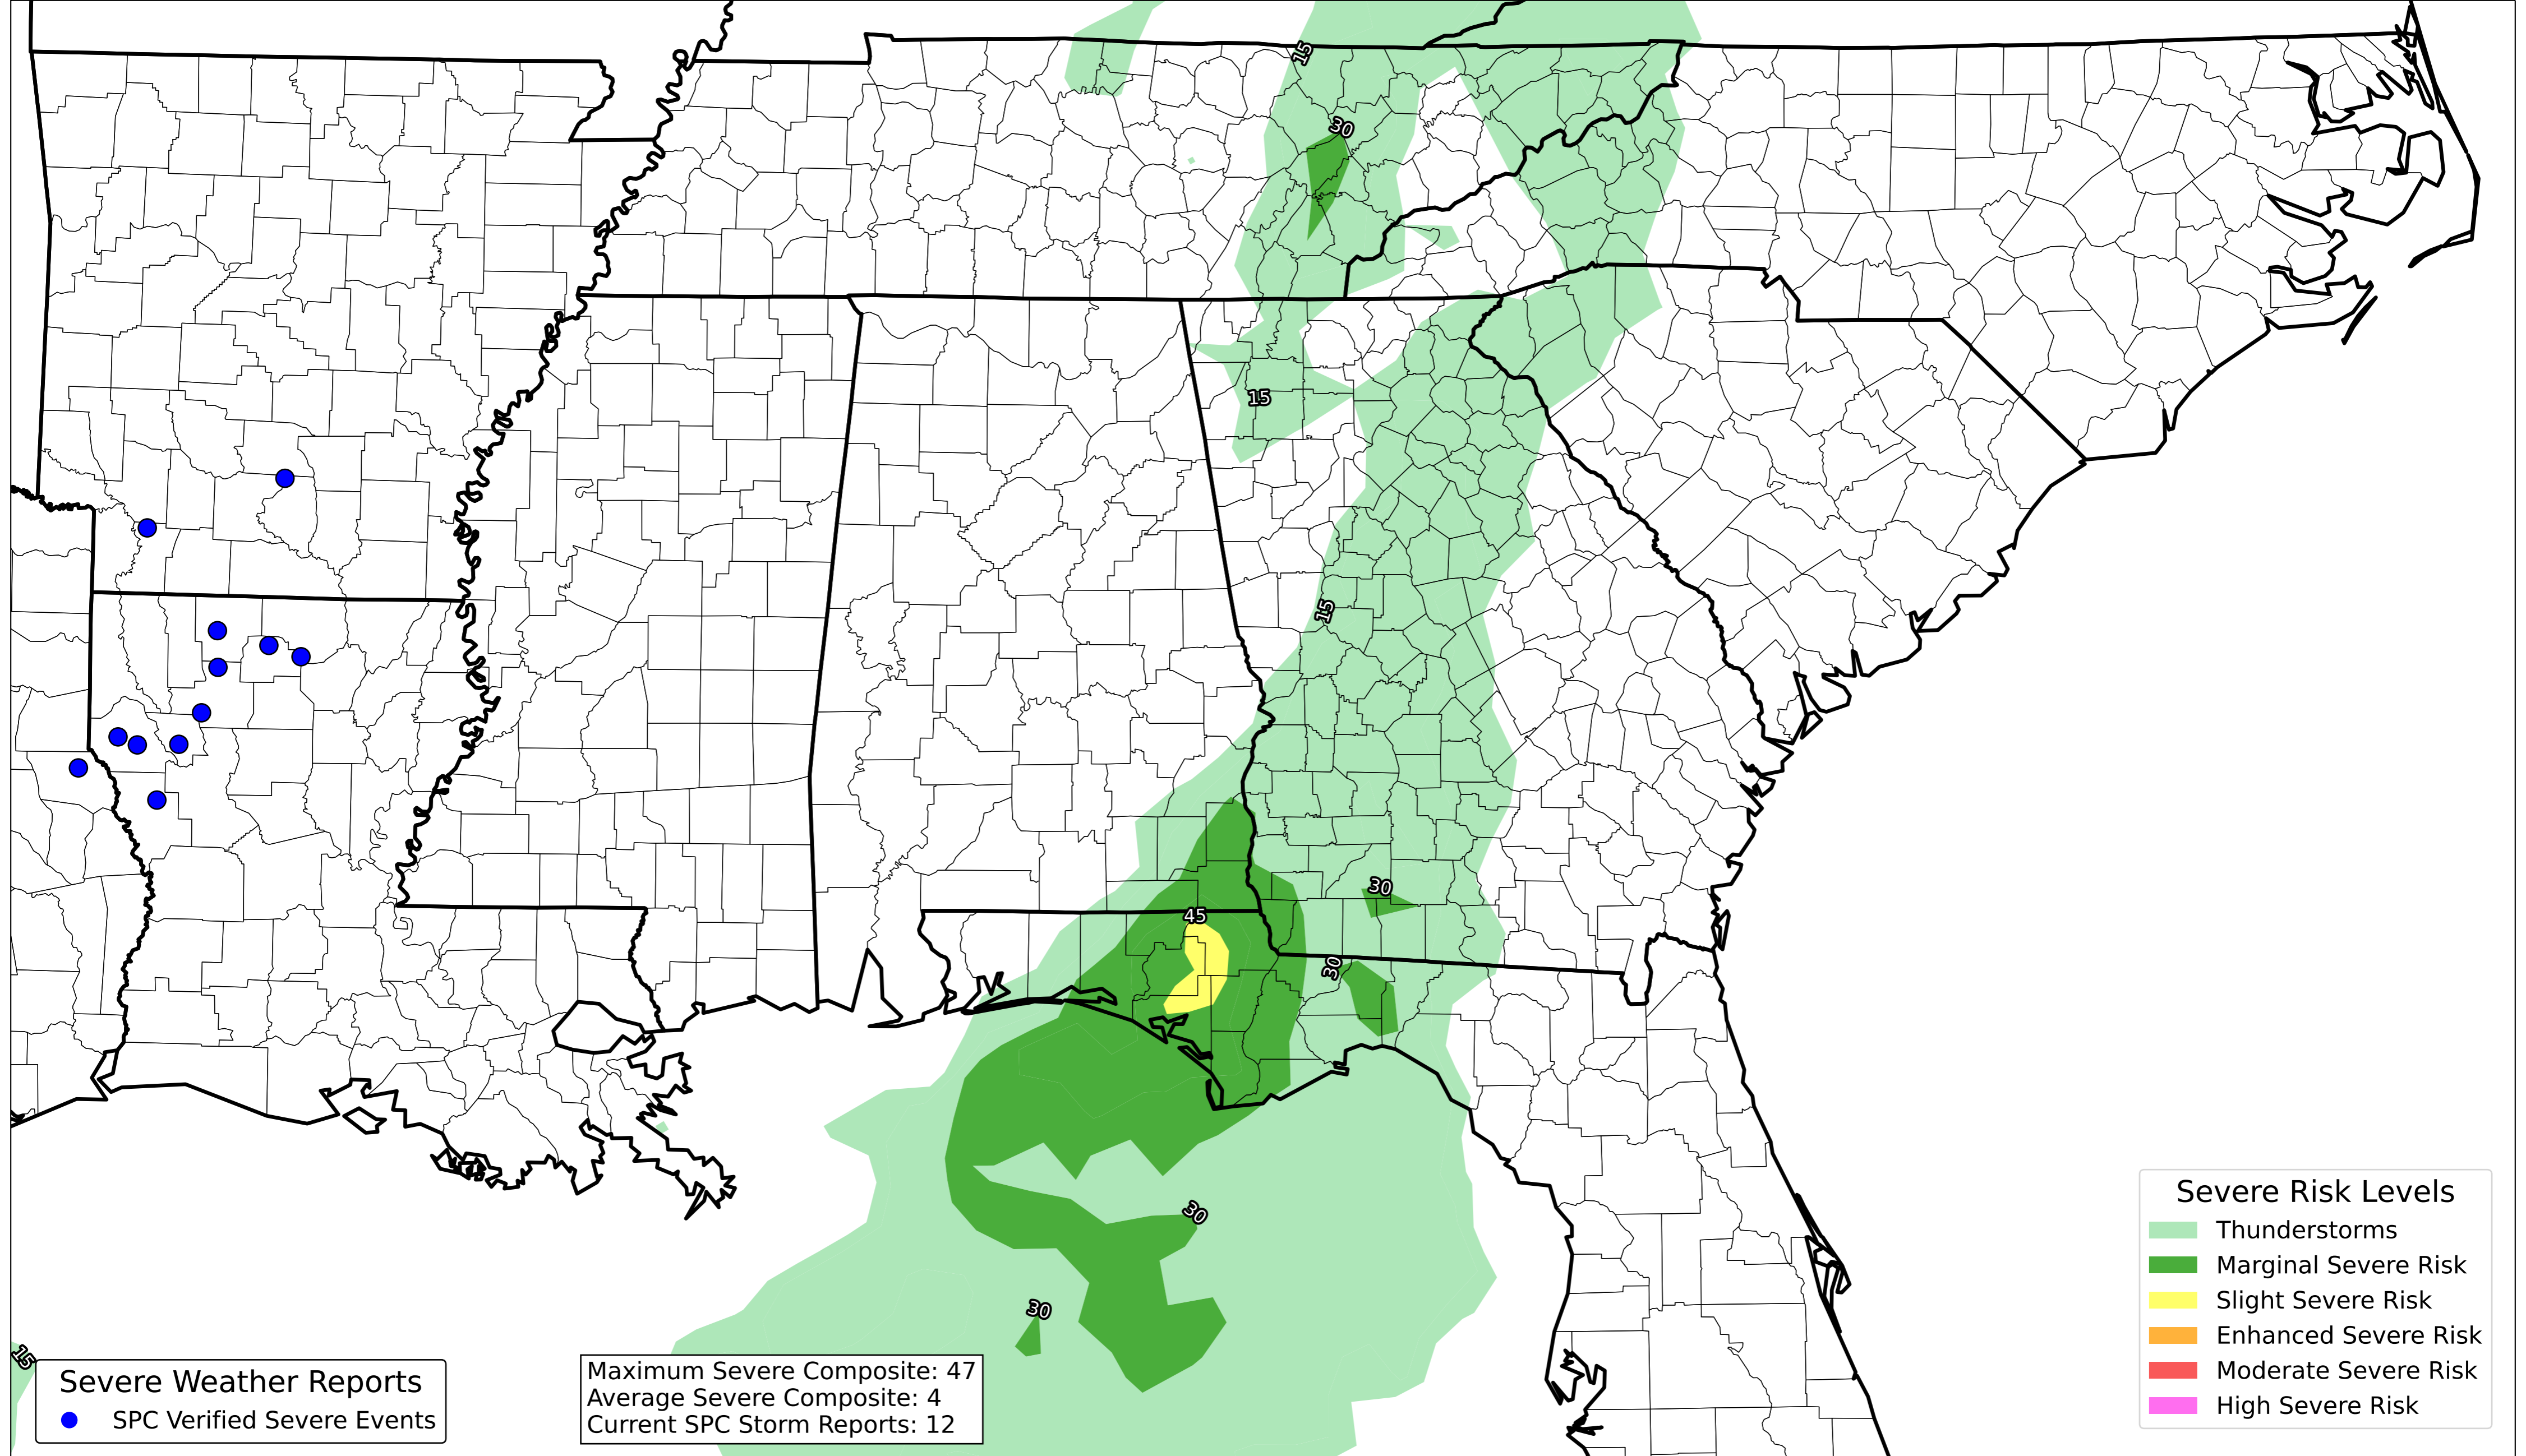 15
30
15
15
30
45
30
30
30
15
Severe Weather Reports
SPC Verified Severe Events
Maximum Severe Composite: 47
Average Severe Composite: 4
Current SPC Storm Reports: 12
Severe Risk Levels
Thunderstorms
Marginal Severe Risk
Slight Severe Risk
Enhanced Severe Risk
Moderate Severe Risk
High Severe Risk